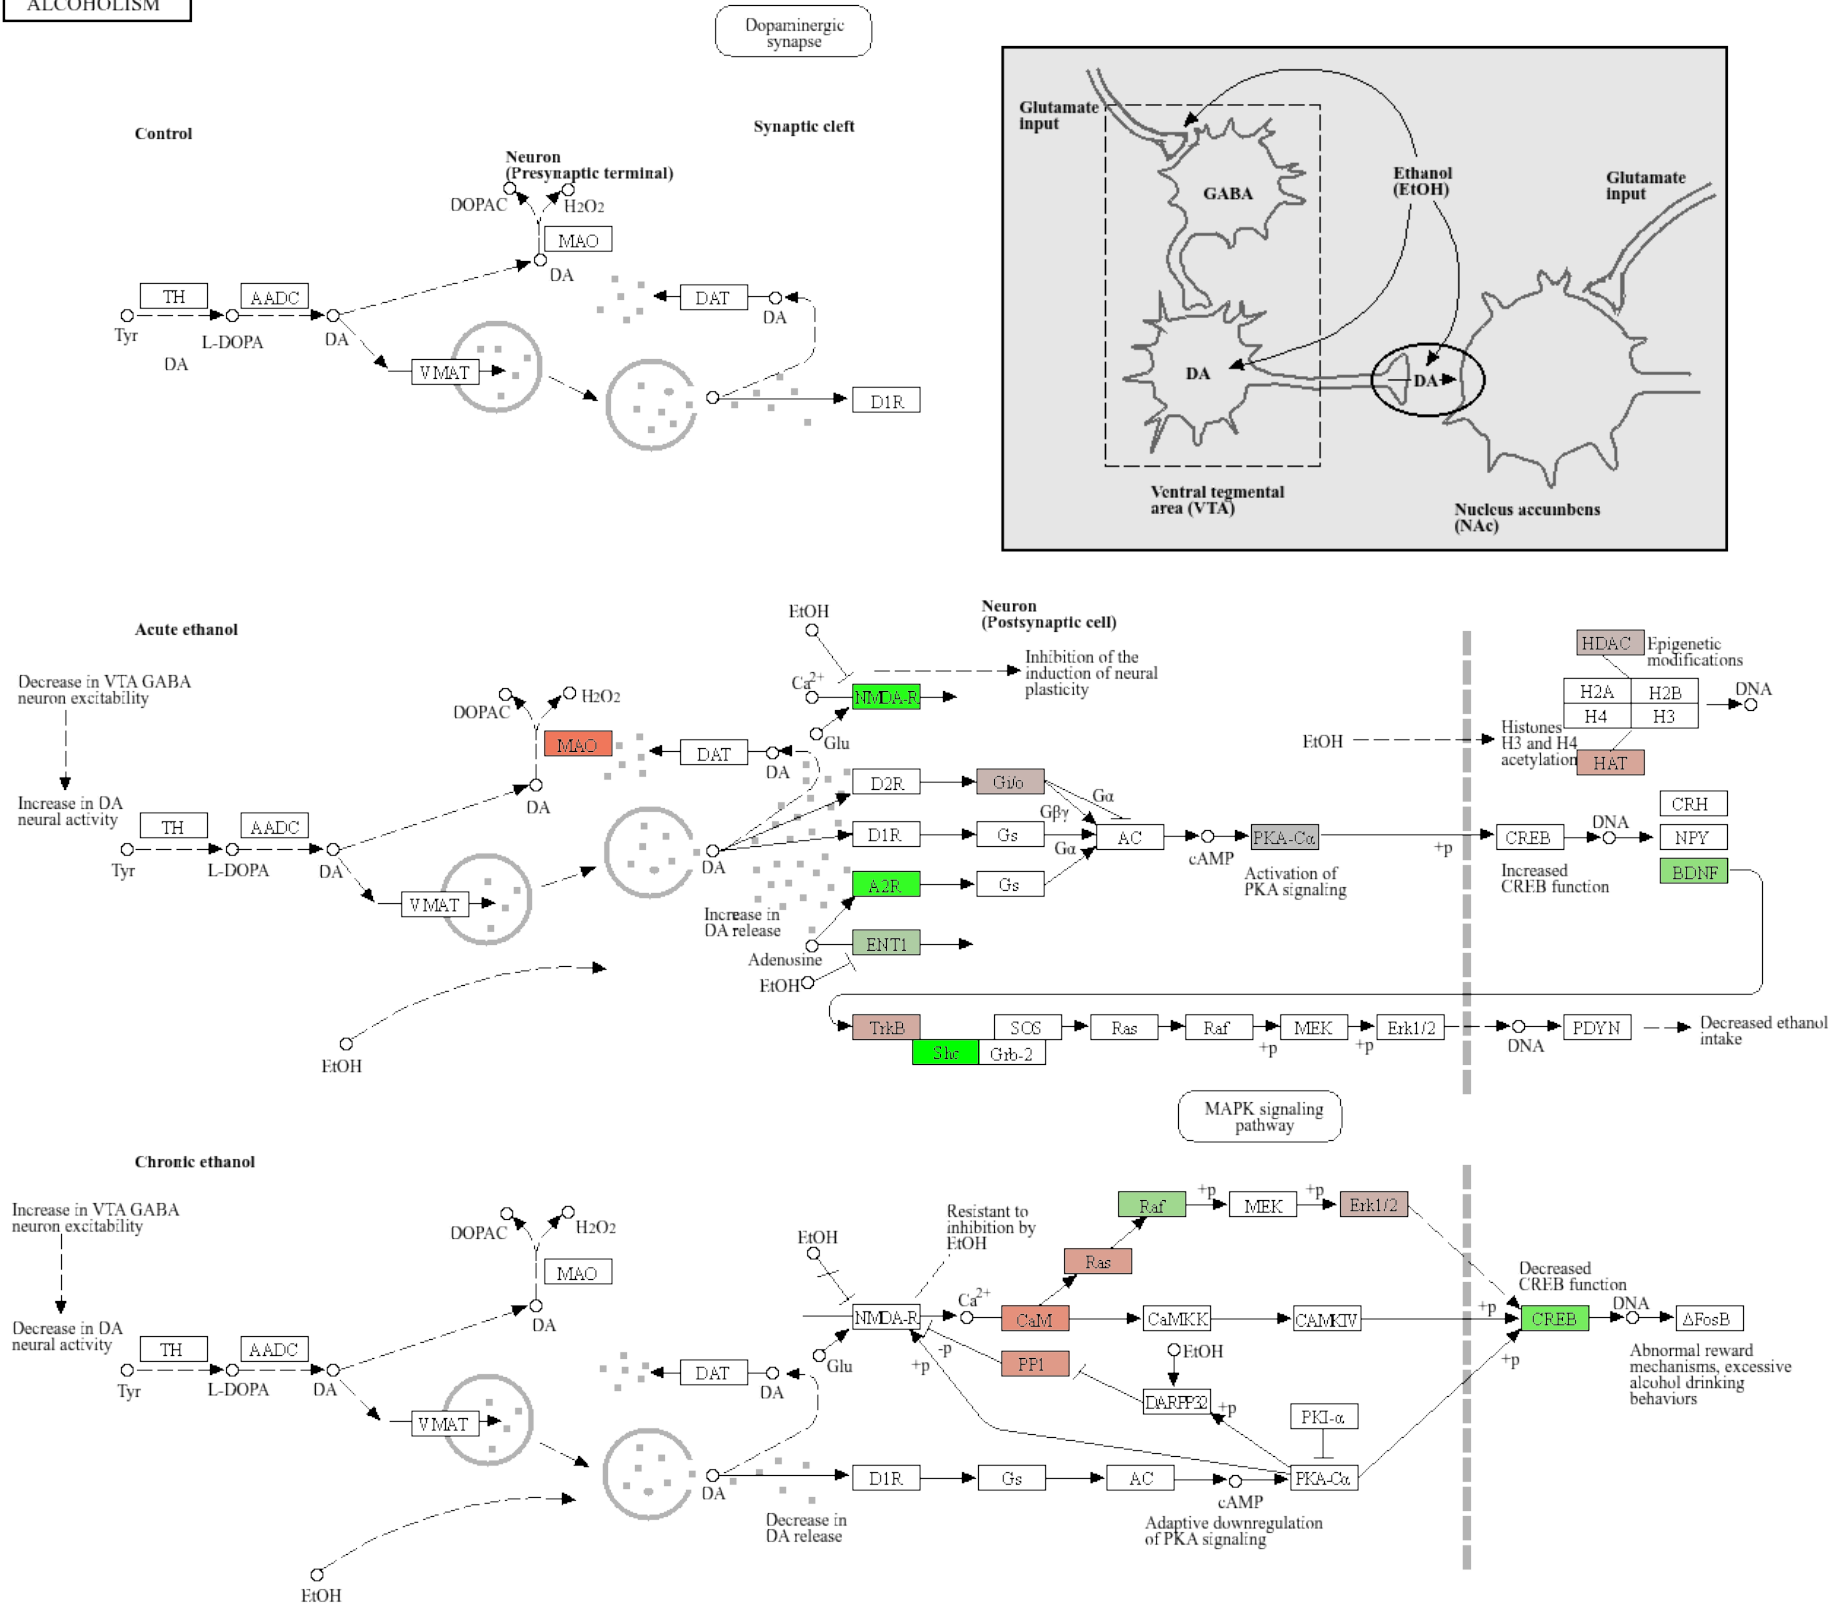 ALCOHOLISM
Dopaminergic
synapse
Control
Synaptic cleft
Neuron
(Presynaptic terminal)
DOPAC
H2O2
MAO
DA
TH
AADC
DAT
DA
Tyr
L-DOPA
DA
DA
VMAT
D1R
Glutamate
input
GABA
Ethanol
(EtOH)
Glutamate
input
DA
DA
Ventral tegmental
area (VTA)
Nucleus accumbens
(NAc)
Acute ethanol
EtOH
Neuron
(Postsynaptic cell)
Decrease in VTA GABA
neuron excitability
Increase in DA
neural activity
DOPAC
H2O2
MAO
DA
TH
AADC
Tyr
L-DOPA
DA
VMAT
EtOH
DAT
DA
DA
Increase in
DA release
Ca2+
NMDA-R
Glu
Inhibition of the
induction of neural
plasticity
D2R
Gi/o
Gα
Gβγ
D1R
Gs
AC
Gα
A2R
Gs
cAMP
PKA-Cα
Activation of
PKA signaling
+p
ENT1
Adenosine
EtOH
HDAC
Epigenetic
modifications
H2A
H2B
H4
H3
DNA
EtOH
Histones
H3 and H4
acetylation
HAT
CREB
DNA
CRH
NPY
BDNF
Increased
CREB function
TrkB
Shc
SOS
Grb-2
Ras
Raf
+p
MEK
+p
Erk1/2
DNA
PDYN
Decreased ethanol
intake
MAPK signaling
pathway
Chronic ethanol
Increase in VTA GABA
neuron excitability
Decrease in DA
neural activity
DOPAC
H2O2
MAO
DA
TH
AADC
Tyr
L-DOPA
DA
VMAT
EtOH
DAT
DA
DA
Decrease in
DA release
EtOH
Resistant to
inhibition by
EtOH
NMDA-R
Glu
Ca2+
CaM
Ras
Raf
+p
MEK
+p
Erk1/2
CaMKK
CAMKIV
+p
Decreased
CREB function
CREB
DNA
ΔFosB
Abnormal reward
mechanisms, excessive
alcohol drinking
behaviors
+p
-p
PP1
EtOH
DARPP32
+p
PKI-α
+p
D1R
Gs
AC
cAMP
PKA-Cα
Adaptive downregulation
of PKA signaling